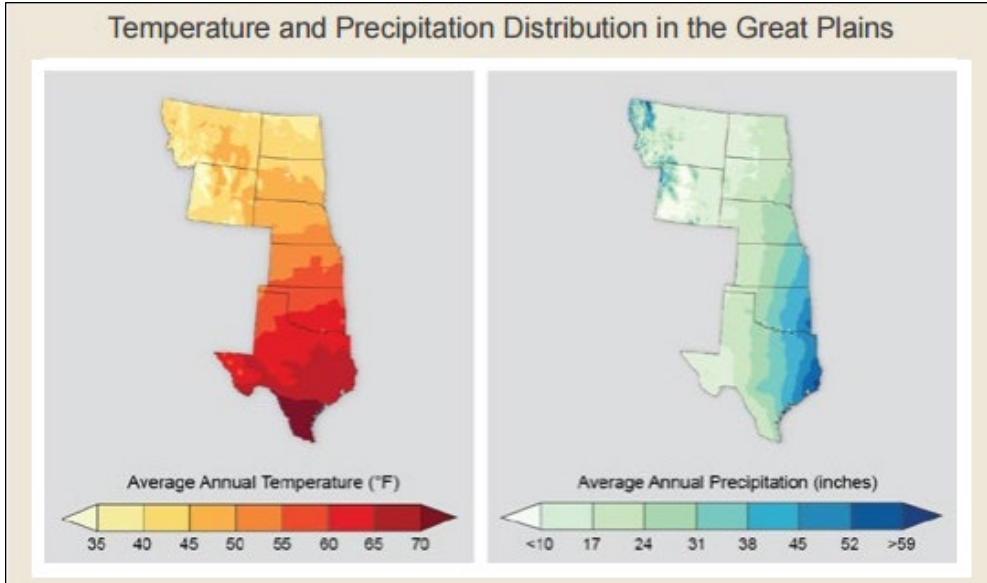 Temperature and Precipitation Distribution in the Great Plains
Average Annual Temperature (°F)
35 40 45 50 55 60 65 70
Average Annual Precipitation (inches)
<10 17 24 31 38 45 52 >59